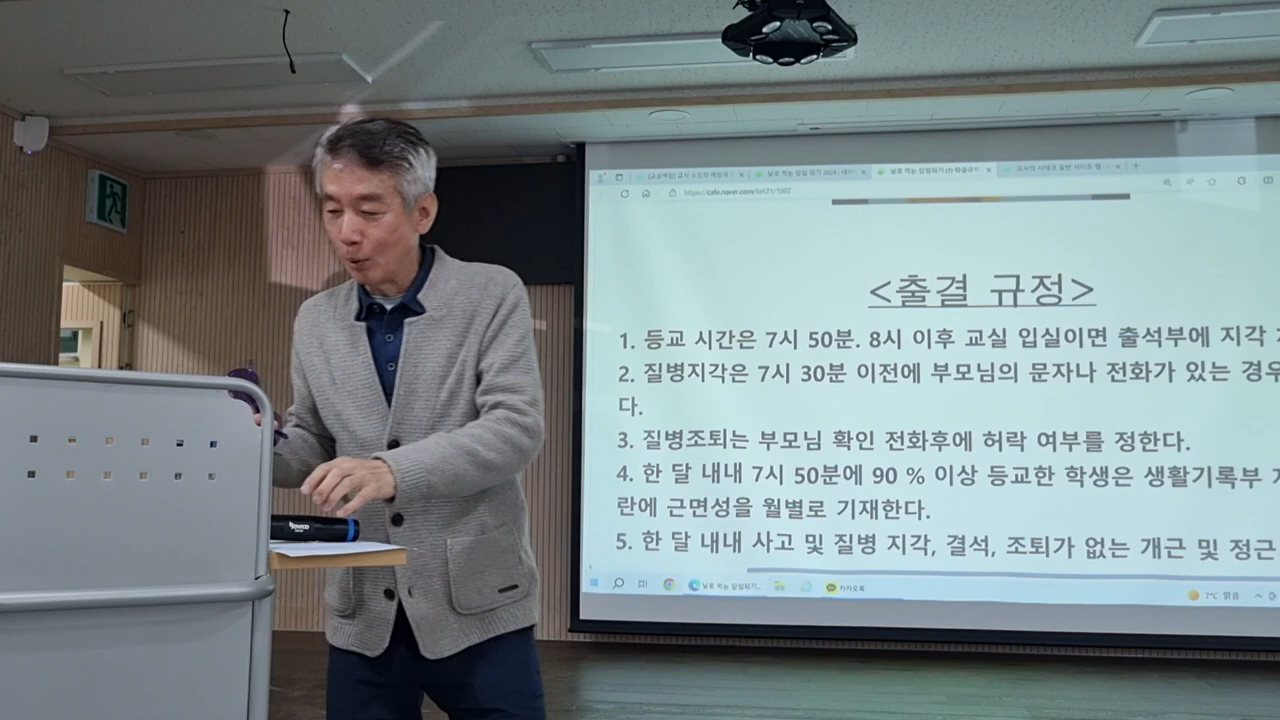 https://cafe.naver.com/ket21/1602
<출결 규정>
1. 등교 시간은 7시 50분. 8시 이후 교실 입실이면 출석부에 지각
2. 질병지각은 7시 30분 이전에 부모님의 문자나 전화가 있는 경우
다.
3. 질병조퇴는 부모님 확인 전화후에 허락 여부를 정한다.
4. 한 달 내내 7시 50분에 90 % 이상 등교한 학생은 생활기록부
란에 근면성을 월별로 기재한다.
5. 한 달 내내 사고 및 질병 지각, 결석, 조퇴가 없는 개근 및 정근
카카오톡
7°C 맑음